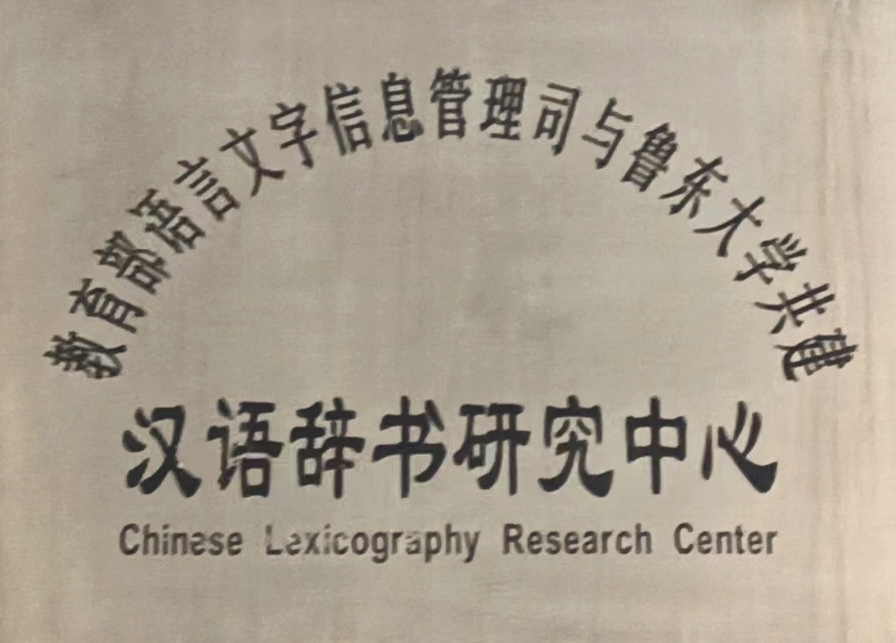 教育部语言文字信息管理司与鲁东大学共建
汉语辞书研究中心
Chinese Lexicography Research Center